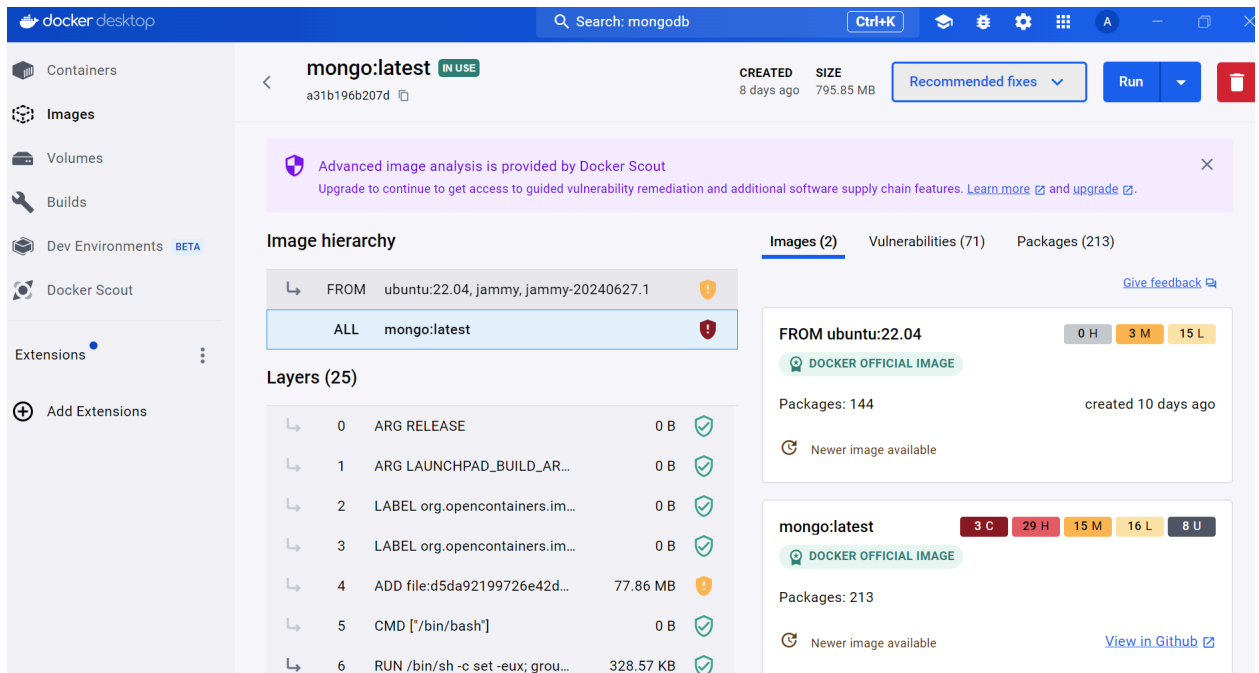 docker desktop
Search: mongodb
Ctrl+K
A
Containers
Images
Volumes
Builds
Dev Environments BETA
Docker Scout
Extensions
Add Extensions
mongo:latest IN USE
a31b196b207d
CREATED
8 days ago
SIZE
795.85 MB
Recommended fixes
Run
Advanced image analysis is provided by Docker Scout
Upgrade to continue to get access to guided vulnerability remediation and additional software supply chain features. Learn more and upgrade .
Image hierarchy
FROM ubuntu:22.04, jammy, jammy-20240627.1
ALL mongo:latest
Layers (25)
0 ARG RELEASE 0 B
1 ARG LAUNCHPAD_BUILD_AR... 0 B
2 LABEL org.opencontainers.im... 0 B
3 LABEL org.opencontainers.im... 0 B
4 ADD file:d5da92199726e42d... 77.86 MB
5 CMD ["/bin/bash"] 0 B
6 RUN /bin/sh -c set -eux; grou... 328.57 KB
Images (2) Vulnerabilities (71) Packages (213)
Give feedback
FROM ubuntu:22.04 0 H 3 M 15 L
DOCKER OFFICIAL IMAGE
Packages: 144 created 10 days ago
Newer image available
mongo:latest 3 C 29 H 15 M 16 L 8 U
DOCKER OFFICIAL IMAGE
Packages: 213
Newer image available View in Github